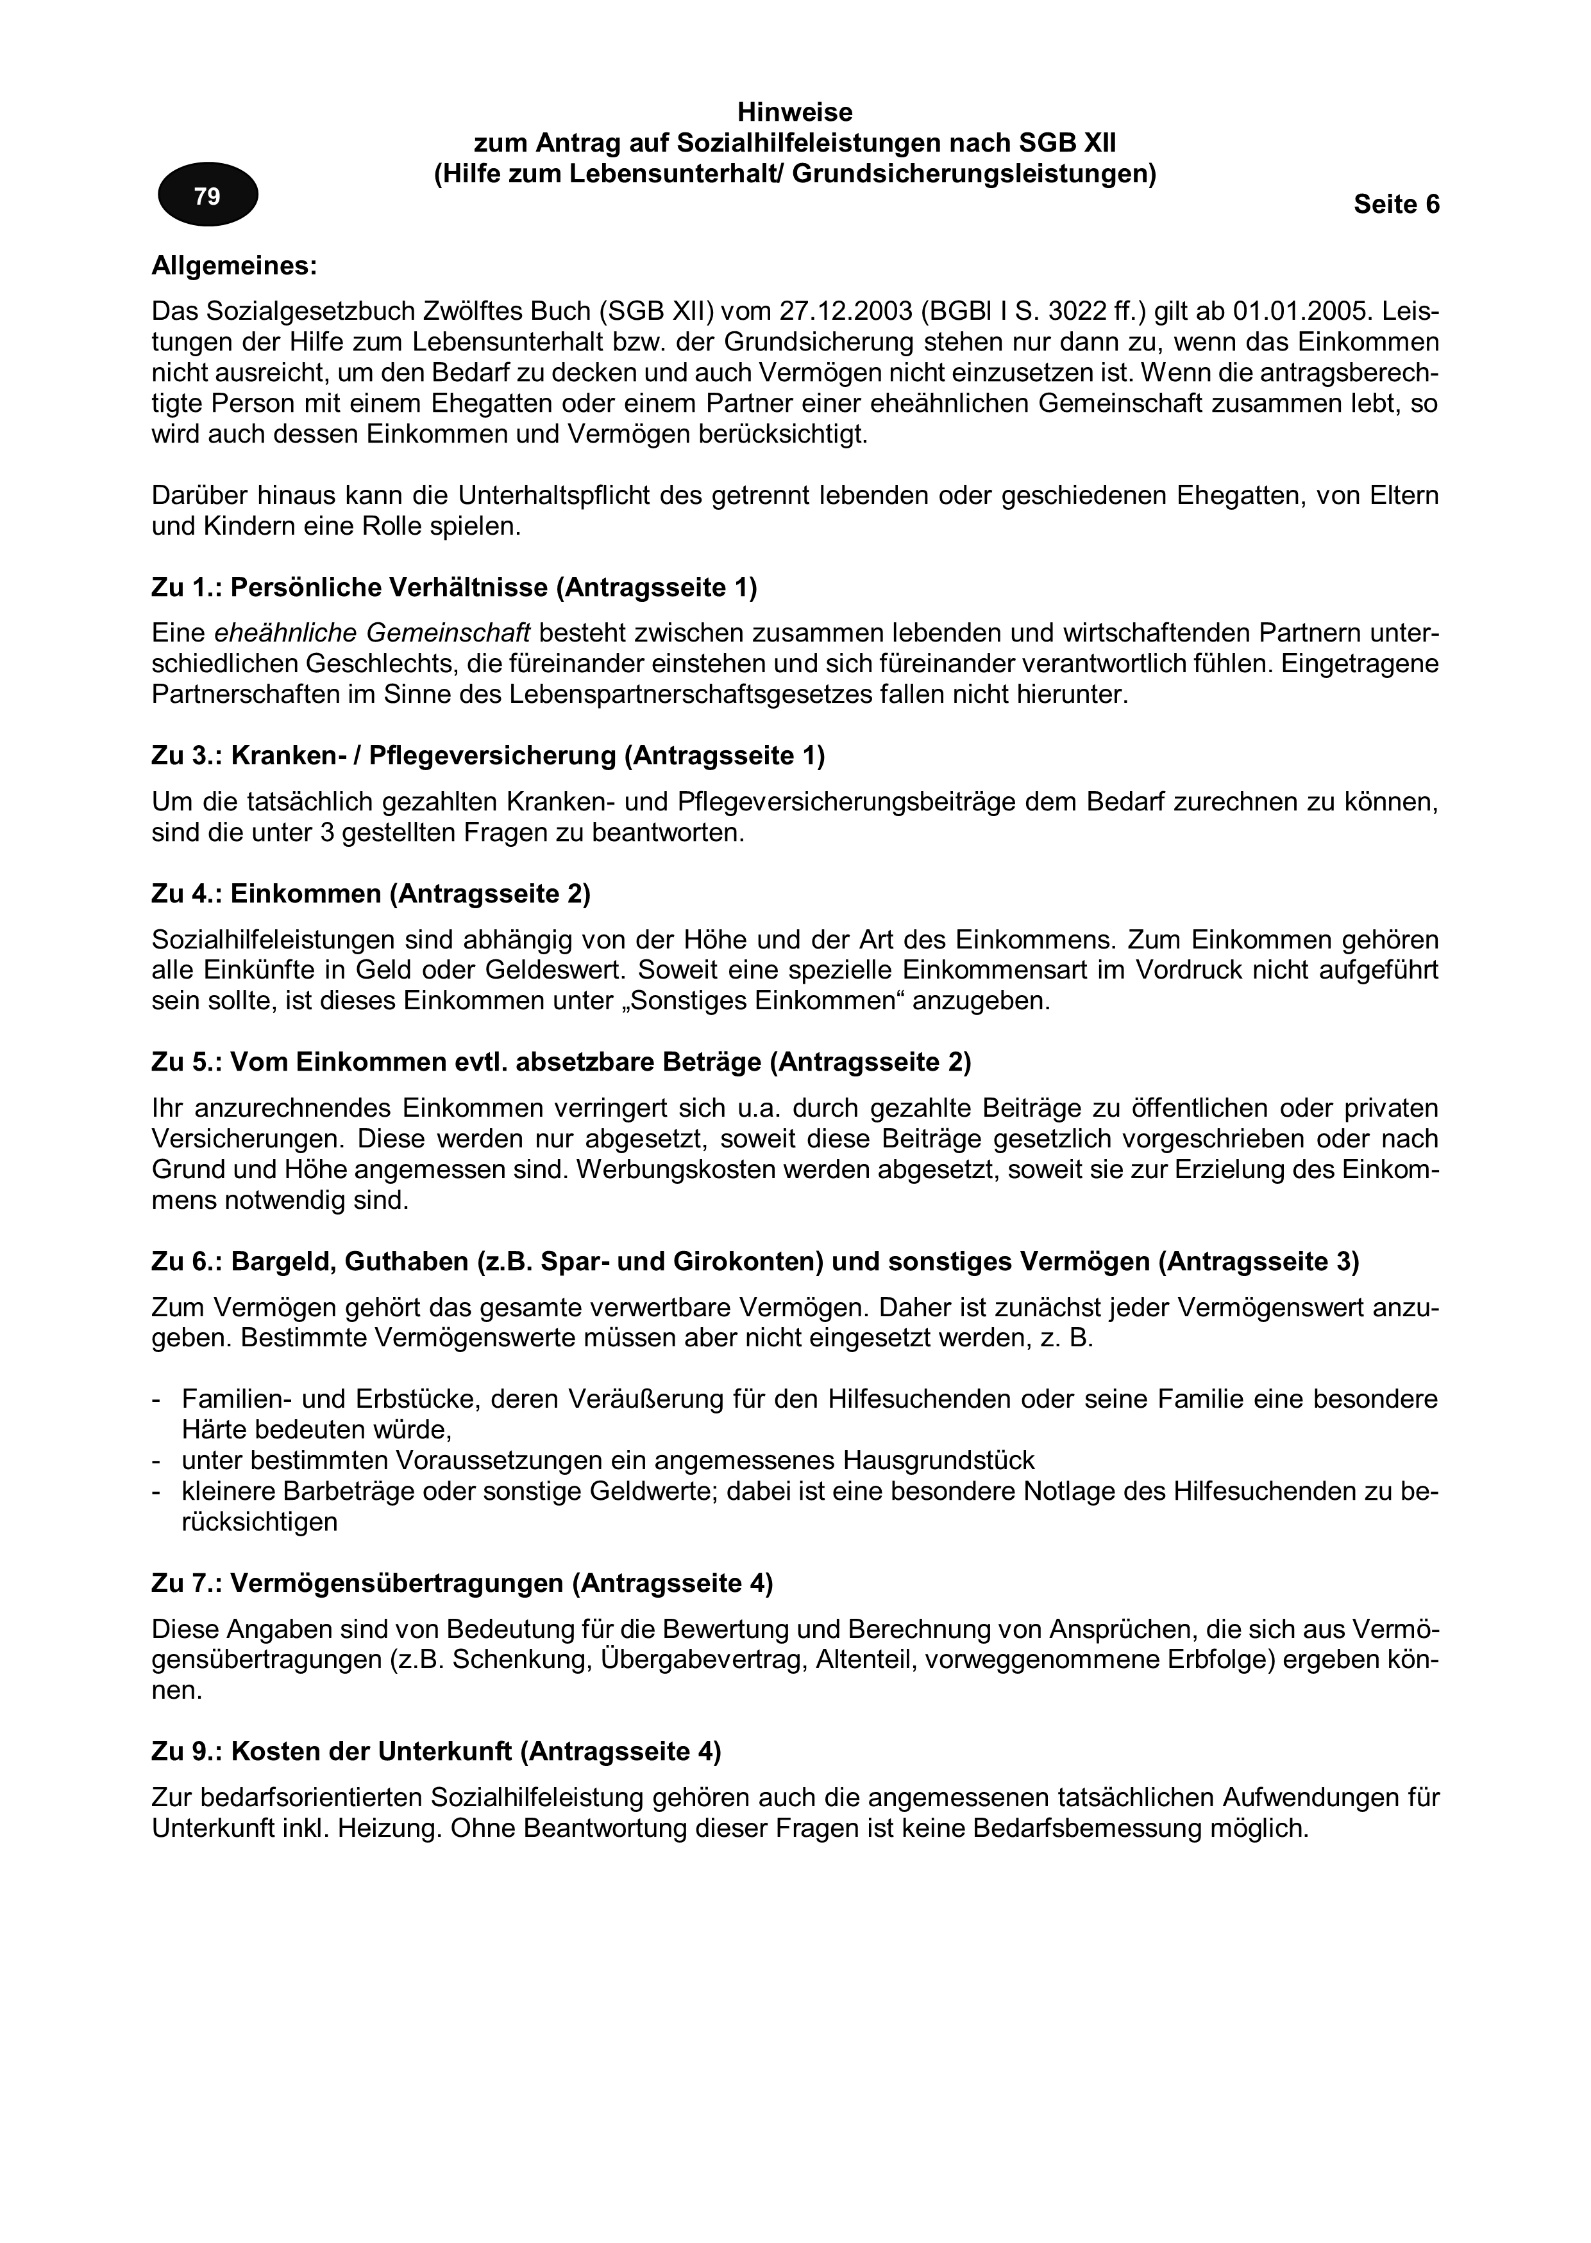 Hinweise
zum Antrag auf Sozialhilfeleistungen nach SGB XII
(Hilfe zum Lebensunterhalt/ Grundsicherungsleistungen)
79
Seite 6
Allgemeines:
Das Sozialgesetzbuch Zwölftes Buch (SGB XII) vom 27.12.2003 (BGBl I S. 3022 ff.) gilt ab 01.01.2005. Leis-
tungen der Hilfe zum Lebensunterhalt bzw. der Grundsicherung stehen nur dann zu, wenn das Einkommen
nicht ausreicht, um den Bedarf zu decken und auch Vermögen nicht einzusetzen ist. Wenn die antragsberech-
tigte Person mit einem Ehegatten oder einem Partner einer eheähnlichen Gemeinschaft zusammen lebt, so
wird auch dessen Einkommen und Vermögen berücksichtigt.
Darüber hinaus kann die Unterhaltspflicht des getrennt lebenden oder geschiedenen Ehegatten, von Eltern
und Kindern eine Rolle spielen.
Zu 1.: Persönliche Verhältnisse (Antragsseite 1)
Eine eheähnliche Gemeinschaft besteht zwischen zusammen lebenden und wirtschaftenden Partnern unter-
schiedlichen Geschlechts, die füreinander einstehen und sich füreinander verantwortlich fühlen. Eingetragene
Partnerschaften im Sinne des Lebenspartnerschaftsgesetzes fallen nicht hierunter.
Zu 3.: Kranken- / Pflegeversicherung (Antragsseite 1)
Um die tatsächlich gezahlten Kranken- und Pflegeversicherungsbeiträge dem Bedarf zurechnen zu können,
sind die unter 3 gestellten Fragen zu beantworten.
Zu 4.: Einkommen (Antragsseite 2)
Sozialhilfeleistungen sind abhängig von der Höhe und der Art des Einkommens. Zum Einkommen gehören
alle Einkünfte in Geld oder Geldeswert. Soweit eine spezielle Einkommensart im Vordruck nicht aufgeführt
sein sollte, ist dieses Einkommen unter „Sonstiges Einkommen“ anzugeben.
Zu 5.: Vom Einkommen evtl. absetzbare Beträge (Antragsseite 2)
Ihr anzurechnendes Einkommen verringert sich u.a. durch gezahlte Beiträge zu öffentlichen oder privaten
Versicherungen. Diese werden nur abgesetzt, soweit diese Beiträge gesetzlich vorgeschrieben oder nach
Grund und Höhe angemessen sind. Werbungskosten werden abgesetzt, soweit sie zur Erzielung des Einkom-
mens notwendig sind.
Zu 6.: Bargeld, Guthaben (z.B. Spar- und Girokonten) und sonstiges Vermögen (Antragsseite 3)
Zum Vermögen gehört das gesamte verwertbare Vermögen. Daher ist zunächst jeder Vermögenswert anzu-
geben. Bestimmte Vermögenswerte müssen aber nicht eingesetzt werden, z. B.
- Familien- und Erbstücke, deren Veräußerung für den Hilfesuchenden oder seine Familie eine besondere
Härte bedeuten würde,
- unter bestimmten Voraussetzungen ein angemessenes Hausgrundstück
- kleinere Barbeträge oder sonstige Geldwerte; dabei ist eine besondere Notlage des Hilfesuchenden zu be-
rücksichtigen
Zu 7.: Vermögensübertragungen (Antragsseite 4)
Diese Angaben sind von Bedeutung für die Bewertung und Berechnung von Ansprüchen, die sich aus Vermö-
gensübertragungen (z.B. Schenkung, Übergabevertrag, Altenteil, vorweggenommene Erbfolge) ergeben kön-
nen.
Zu 9.: Kosten der Unterkunft (Antragsseite 4)
Zur bedarfsorientierten Sozialhilfeleistung gehören auch die angemessenen tatsächlichen Aufwendungen für
Unterkunft inkl. Heizung. Ohne Beantwortung dieser Fragen ist keine Bedarfsbemessung möglich.